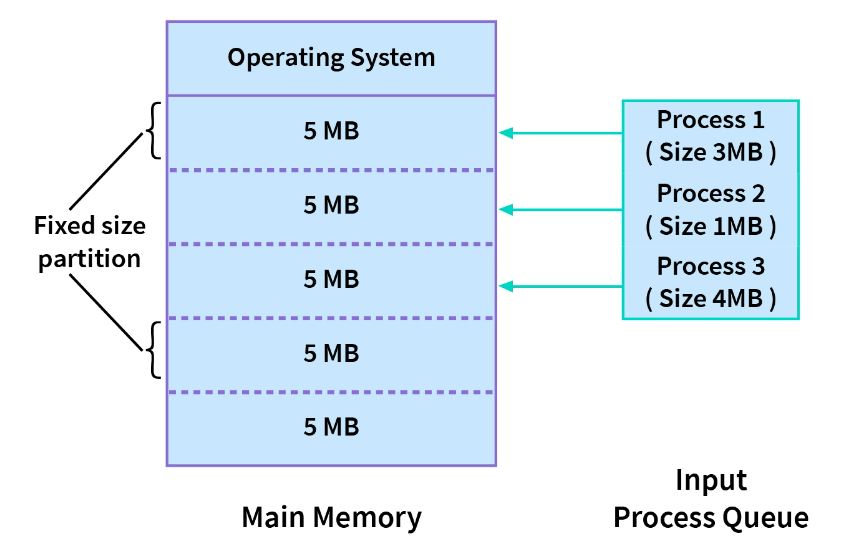 Operating System
5 MB
5 MB
5 MB
5 MB
5 MB
Fixed size
partition
Process 1
( Size 3MB )
Process 2
( Size 1MB )
Process 3
( Size 4MB )
Main Memory
Input
Process Queue